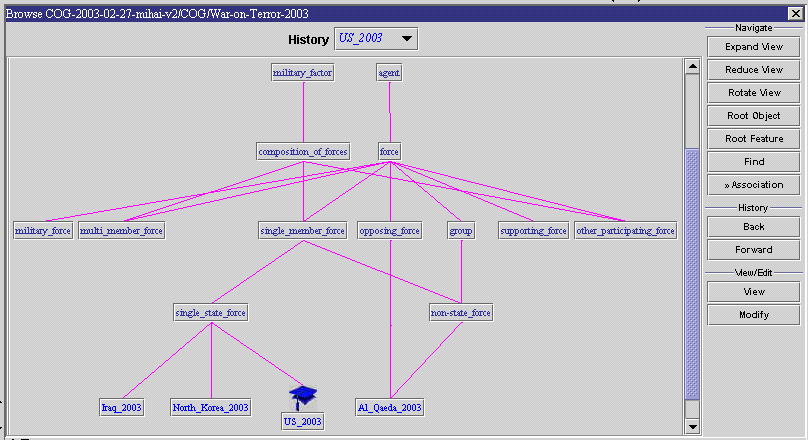 Browse COG-2003-02-27-mihai-v2/COG/War-on-Terror-2003
History US_2003
military_factor agent
composition_of_forces force
military_force multi_member_force single_member_force opposing_force group supporting_force other_participating_force
single_state_force non-state_force
Iraq_2003 North_Korea_2003 US_2003 Al_Qaeda_2003
Navigate
Expand View
Reduce View
Rotate View
Root Object
Root Feature
Find
» Association
History
Back
Forward
View/Edit
View
Modify